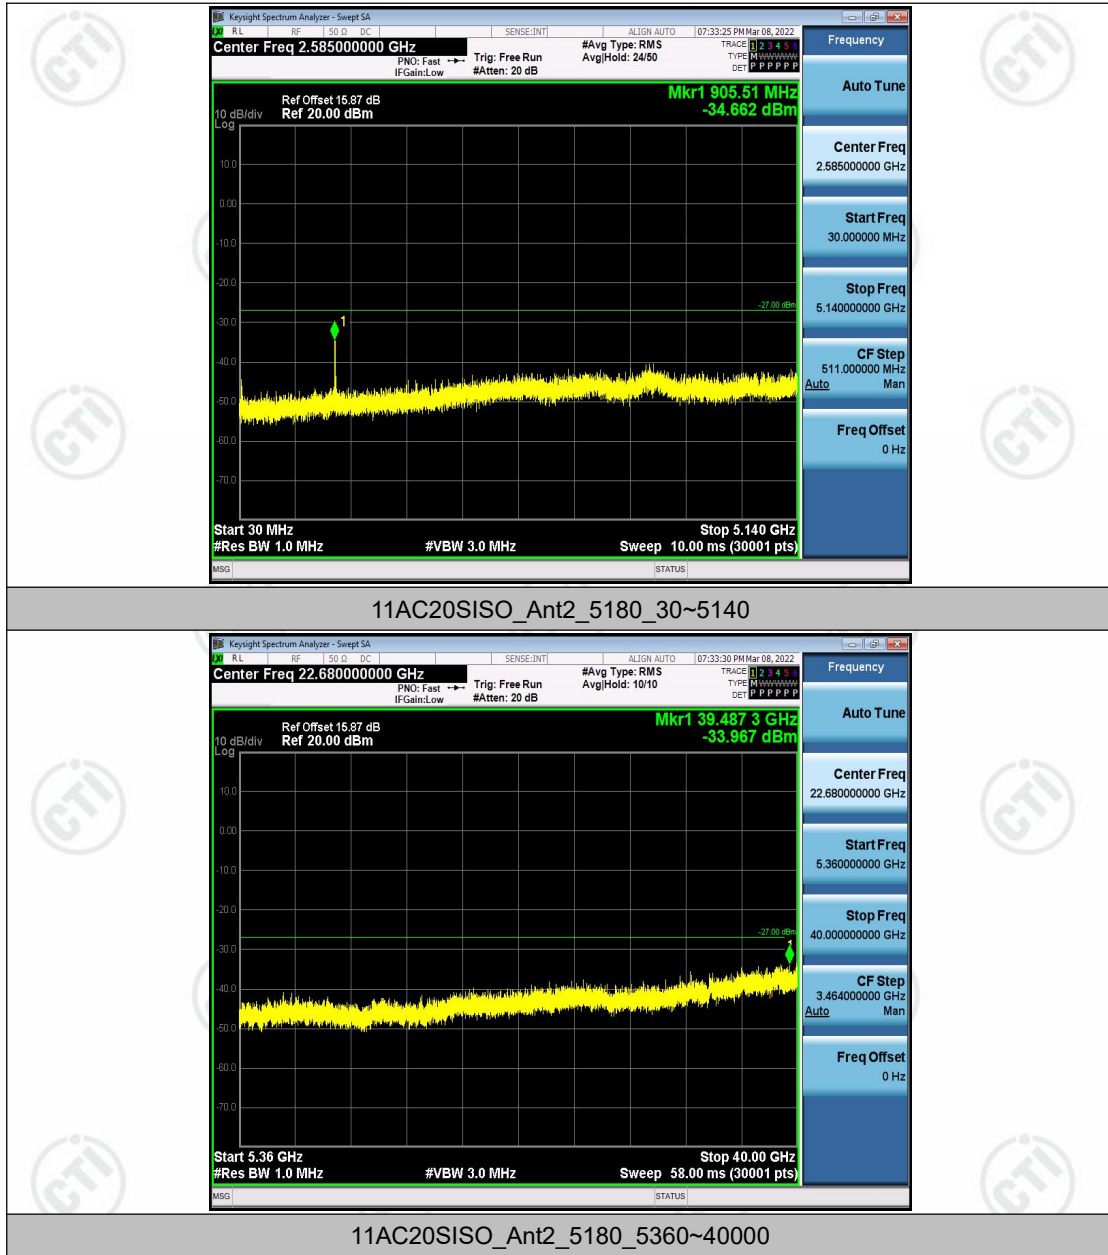 Keysight Spectrum Analyzer - Swept SA
RL RF 50 Ω DC SENSE:INT ALIGN AUTO 07:33:25 PM Mar 08, 2022
Center Freq 2.585000000 GHz
PNO: Fast
IFGain:Low
Trig: Free Run
#Atten: 20 dB
#Avg Type: RMS
Avg|Hold: 24/50
TRACE 1 2 3 4 5 6
TYPE M WWWWW
DET P P P P P P
Ref Offset 15.87 dB
10 dB/div Ref 20.00 dBm
Log
Mkr1 905.51 MHz
-34.662 dBm
10.0
0.00
-10.0
-20.0
-27.00 dBm
-30.0
1
-40.0
-50.0
-60.0
-70.0
Start 30 MHz
Stop 5.140 GHz
#Res BW 1.0 MHz #VBW 3.0 MHz Sweep 10.00 ms (30001 pts)
MSG STATUS
Frequency
Auto Tune
Center Freq
2.585000000 GHz
Start Freq
30.000000 MHz
Stop Freq
5.140000000 GHz
CF Step
511.000000 MHz
Auto Man
Freq Offset
0 Hz
11AC20SISO_Ant2_5180_30~5140
Keysight Spectrum Analyzer - Swept SA
RL RF 50 Ω DC SENSE:INT ALIGN AUTO 07:33:30 PM Mar 08, 2022
Center Freq 22.680000000 GHz
PNO: Fast
IFGain:Low
Trig: Free Run
#Atten: 20 dB
#Avg Type: RMS
Avg|Hold: 10/10
TRACE 1 2 3 4 5 6
TYPE M WWWWW
DET P P P P P P
Ref Offset 15.87 dB
10 dB/div Ref 20.00 dBm
Log
Mkr1 39.487 3 GHz
-33.967 dBm
10.0
0.00
-10.0
-20.0
-27.00 dBm
-30.0
1
-40.0
-50.0
-60.0
-70.0
Start 5.36 GHz
Stop 40.00 GHz
#Res BW 1.0 MHz #VBW 3.0 MHz Sweep 58.00 ms (30001 pts)
MSG STATUS
Frequency
Auto Tune
Center Freq
22.680000000 GHz
Start Freq
5.360000000 GHz
Stop Freq
40.000000000 GHz
CF Step
3.464000000 GHz
Auto Man
Freq Offset
0 Hz
11AC20SISO_Ant2_5180_5360~40000
CTI
CTI
CTI
CTI
CTI
CTI